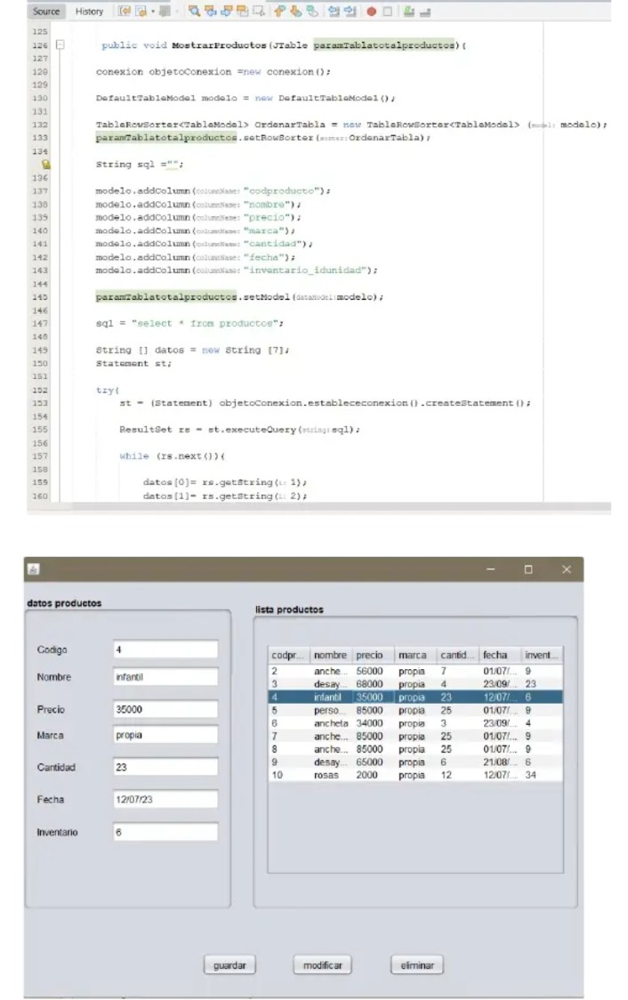 Source History
125
126 public void MostrarProductos(JTable paramTablatotalproductos){
127
128 conexion objetoConexion =new conexion();
129
130 DefaultTableModel modelo = new DefaultTableModel();
131
132 TableRowSorter<TableModel> OrdenarTabla = new TableRowSorter<TableModel> (model: modelo);
133 paramTablatotalproductos.setRowSorter(sorter:OrdenarTabla);
134
String sql ="";
136
137 modelo.addColumn(columnName: "codproducto");
138 modelo.addColumn(columnName: "nombre");
139 modelo.addColumn(columnName: "precio");
140 modelo.addColumn(columnName: "marca");
141 modelo.addColumn(columnName: "cantidad");
142 modelo.addColumn(columnName: "fecha");
143 modelo.addColumn(columnName: "inventario_idunidad");
144
145 paramTablatotalproductos.setModel(dataModel:modelo);
146
147 sql = "select * from productos";
148
149 String [] datos = new String [7];
150 Statement st;
151
152 try{
153 st = (Statement) objetoConexion.establececonexion().createStatement();
154
155 ResultSet rs = st.executeQuery(string:sql);
156
157 while (rs.next()){
158
159 datos[0]= rs.getString(i: 1);
160 datos[1]= rs.getString(i: 2);
datos productos
Codigo 4
Nombre infantil
Precio 35000
Marca propia
Cantidad 23
Fecha 12/07/23
Inventario 6
lista productos
codpr... nombre precio marca cantid... fecha invent...
2 anche... 56000 propia 7 01/07/... 9
3 desay... 68000 propia 4 23/09/... 23
4 infantil 35000 propia 23 12/07/... 6
5 perso... 85000 propia 25 01/07/... 9
6 ancheta 34000 propia 3 23/09/... 4
7 anche... 85000 propia 25 01/07/... 9
8 anche... 85000 propia 25 01/07/... 9
9 desay... 65000 propia 6 21/08/... 6
10 rosas 2000 propia 12 12/07/... 34
guardar modificar eliminar